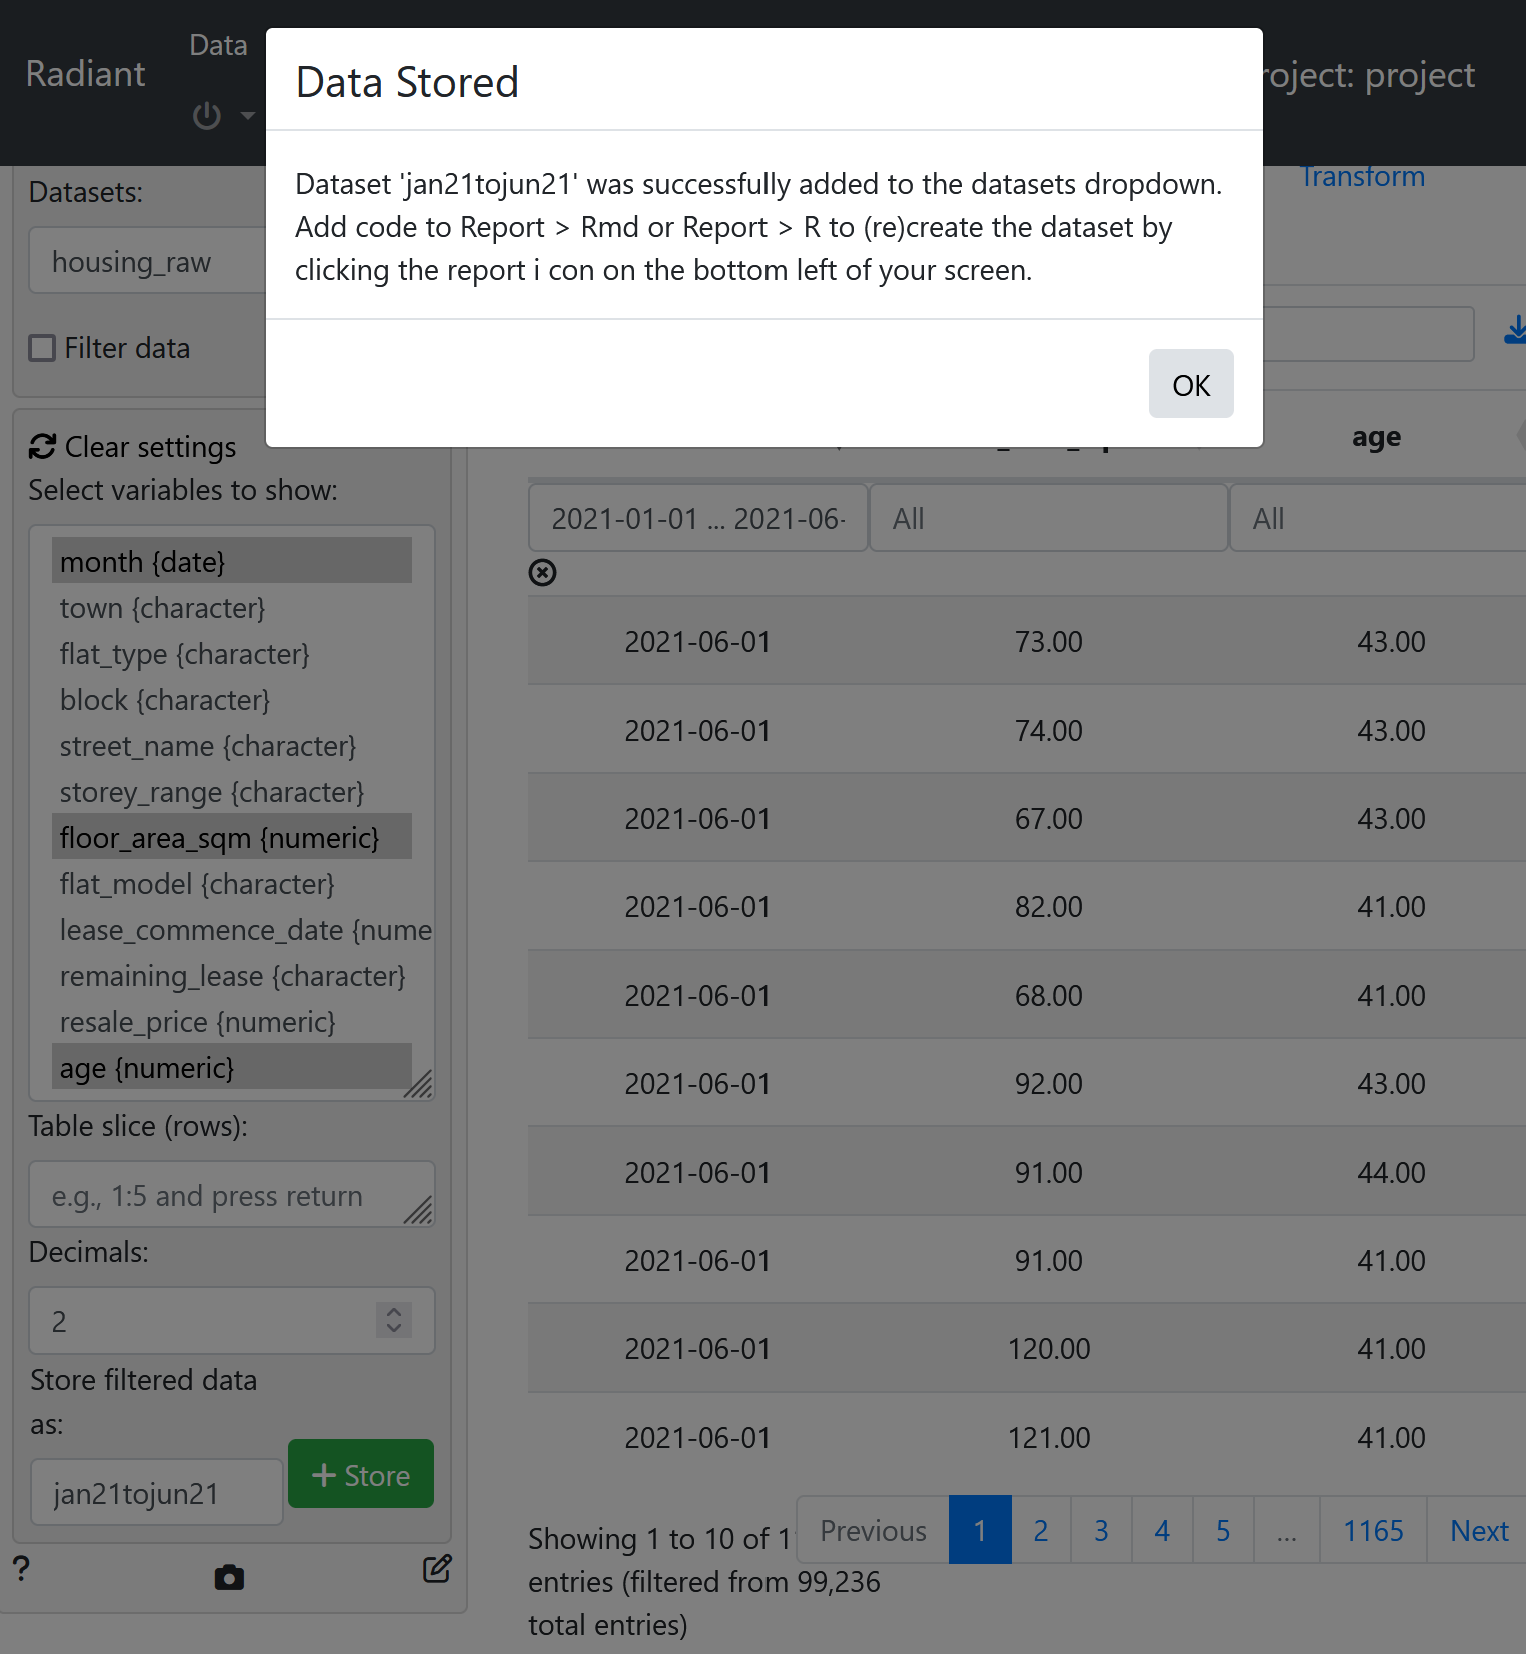 Radiant
Data
roject: project
Data Stored
Dataset 'jan21tojun21' was successfully added to the datasets dropdown.
Add code to Report > Rmd or Report > R to (re)create the dataset by
clicking the report i con on the bottom left of your screen.
OK
Transform
Datasets:
housing_raw
Filter data
Clear settings
Select variables to show:
month {date}
town {character}
flat_type {character}
block {character}
street_name {character}
storey_range {character}
floor_area_sqm {numeric}
flat_model {character}
lease_commence_date {nume
remaining_lease {character}
resale_price {numeric}
age {numeric}
Table slice (rows):
e.g., 1:5 and press return
Decimals:
2
Store filtered data
as:
jan21tojun21
+ Store
?
age
2021-01-01 ... 2021-06- All All
2021-06-01 73.00 43.00
2021-06-01 74.00 43.00
2021-06-01 67.00 43.00
2021-06-01 82.00 41.00
2021-06-01 68.00 41.00
2021-06-01 92.00 43.00
2021-06-01 91.00 44.00
2021-06-01 91.00 41.00
2021-06-01 120.00 41.00
2021-06-01 121.00 41.00
Previous 1 2 3 4 5 ... 1165 Next
Showing 1 to 10 of 1
entries (filtered from 99,236
total entries)